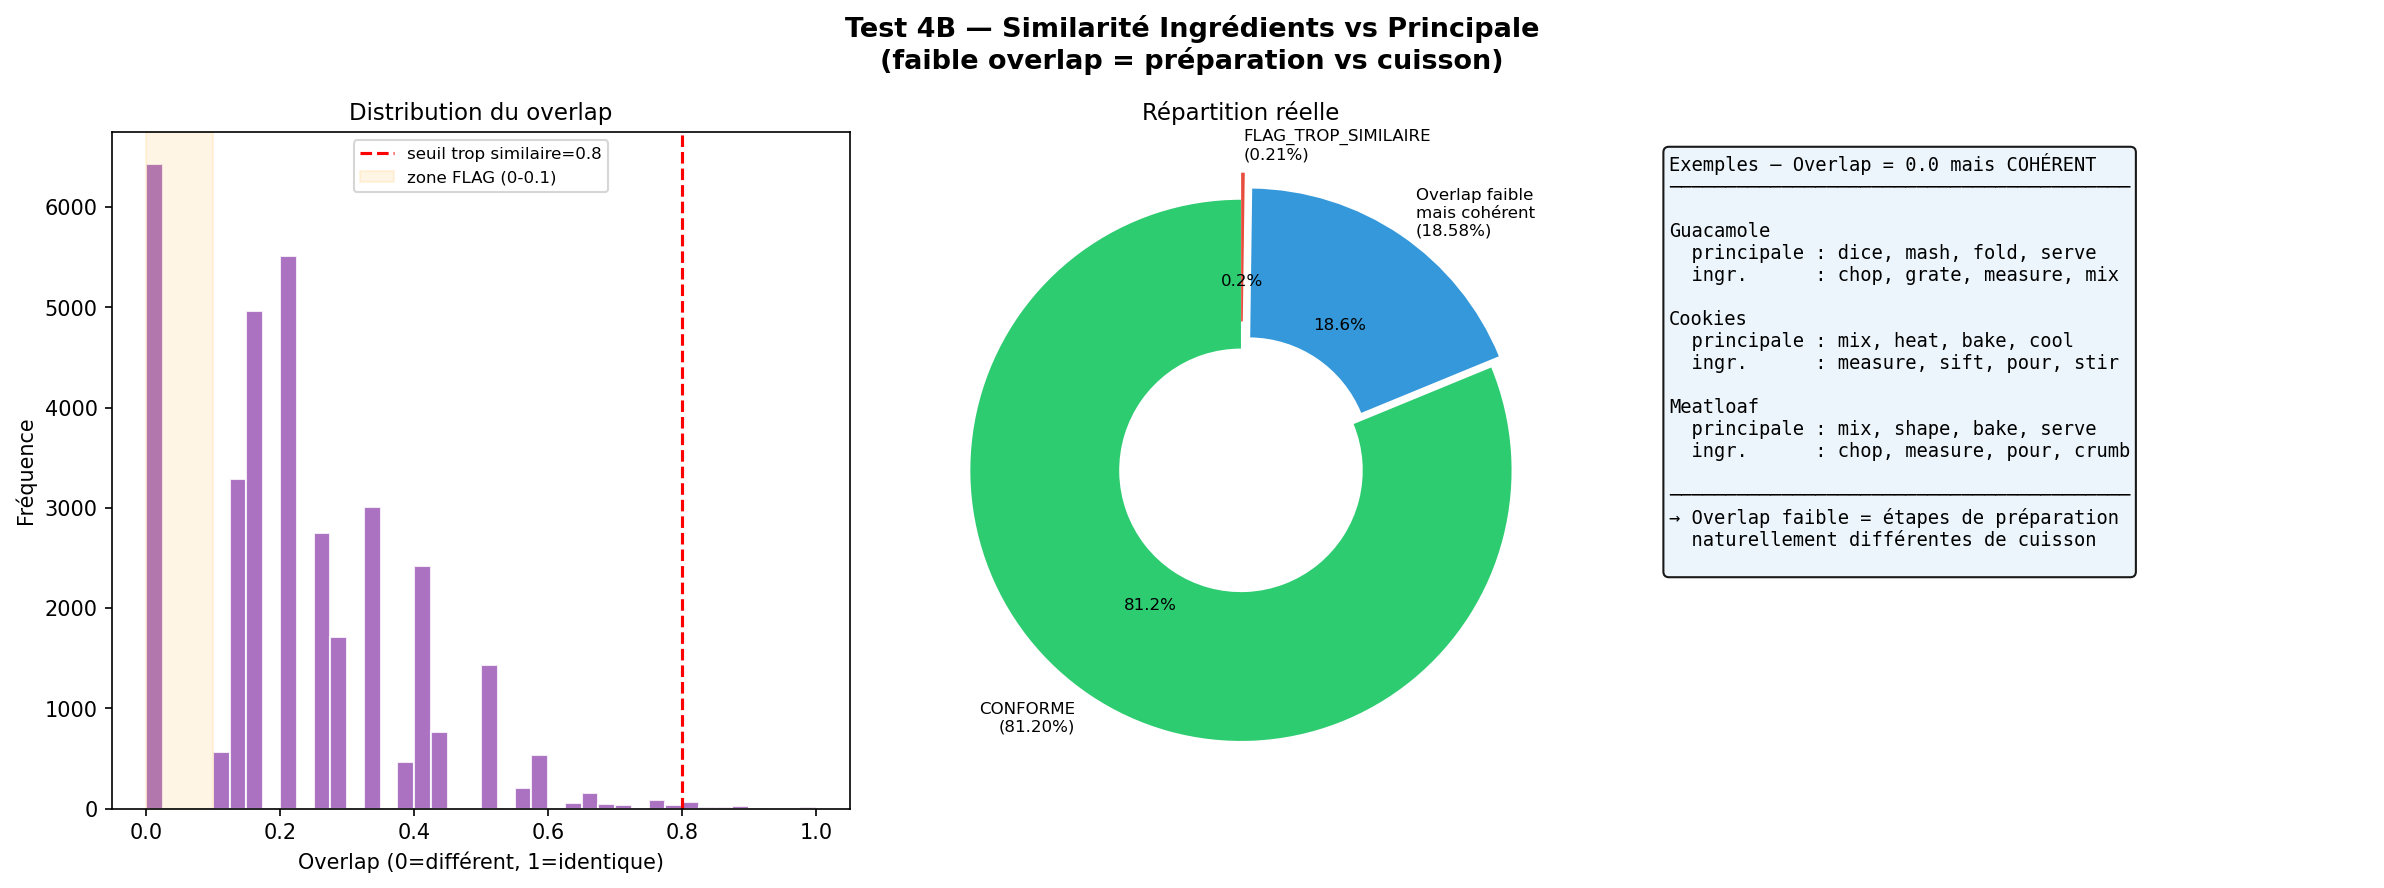 Test 4B — Similarité Ingrédients vs Principale
(faible overlap = préparation vs cuisson)
Distribution du overlap
seuil trop similaire=0.8
zone FLAG (0-0.1)
Fréquence
6000
5000
4000
3000
2000
1000
0
0.0 0.2 0.4 0.6 0.8 1.0
Overlap (0=différent, 1=identique)
Répartition réelle
FLAG_TROP_SIMILAIRE
(0.21%)
Overlap faible
mais cohérent
(18.58%)
0.2%
18.6%
81.2%
CONFORME
(81.20%)
Exemples — Overlap = 0.0 mais COHÉRENT
Guacamole
principale : dice, mash, fold, serve
ingr. : chop, grate, measure, mix
Cookies
principale : mix, heat, bake, cool
ingr. : measure, sift, pour, stir
Meatloaf
principale : mix, shape, bake, serve
ingr. : chop, measure, pour, crumb
→ Overlap faible = étapes de préparation
naturellement différentes de cuisson